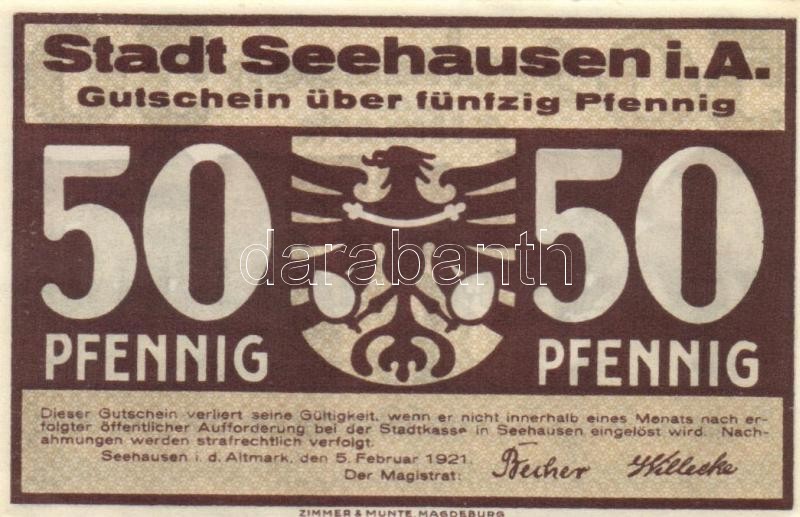 Stadt Seehausen i.A.
Gutschein über fünfzig Pfennig
50 50
PFENNIG PFENNIG
darabanth
Dieser Gutschein verliert seine Gültigkeit, wenn er nicht innerhalb eines Monats nach er-
folgter öffentlicher Aufforderung bei der Stadtkasse in Seehausen eingelöst wird. Nach-
ahmungen werden strafrechtlich verfolgt.
Seehausen i. d. Altmark, den 5. Februar 1921.
Der Magistrat: Becher Willecke
ZIMMER & MUNTE, MAGDEBURG